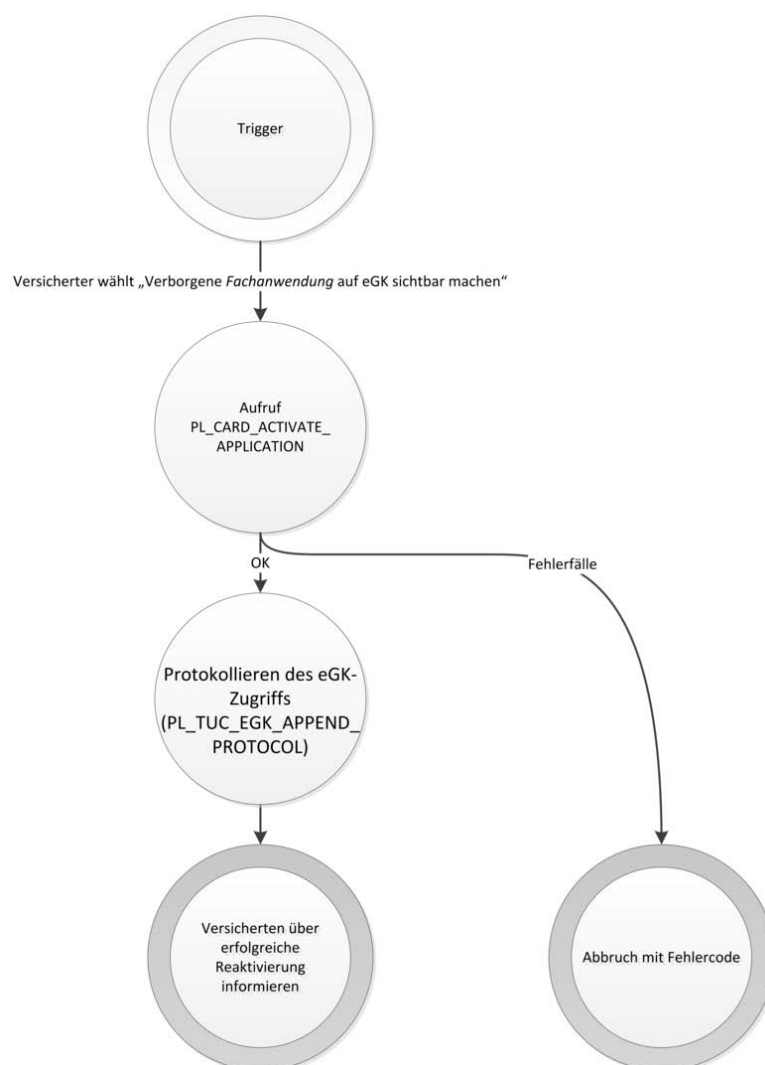 Trigger
Versicherter wählt „Verborgene Fachanwendung auf eGK sichtbar machen“
Aufruf
PL_CARD_ACTIVATE_
APPLICATION
OK
Fehlerfälle
Protokollieren des eGK-
Zugriffs
(PL_TUC_EGK_APPEND_
PROTOCOL)
Versicherten über
erfolgreiche
Reaktivierung
informieren
Abbruch mit Fehlercode